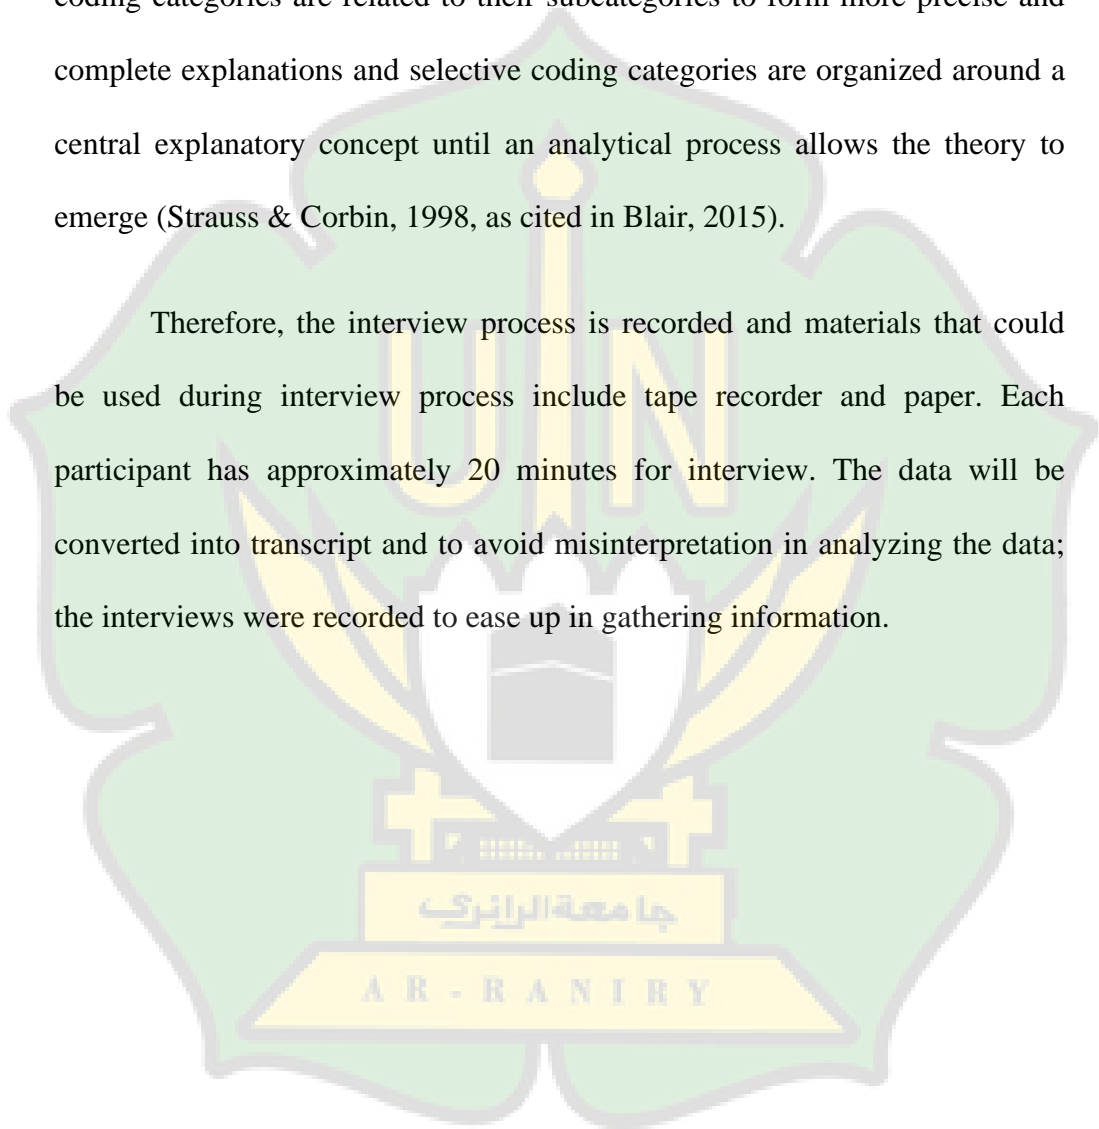 coding categories are related to their subcategories to form more precise and
complete explanations and selective coding categories are organized around a
central explanatory concept until an analytical process allows the theory to
emerge (Strauss & Corbin, 1998, as cited in Blair, 2015).
Therefore, the interview process is recorded and materials that could
be used during interview process include tape recorder and paper. Each
participant has approximately 20 minutes for interview. The data will be
converted into transcript and to avoid misinterpretation in analyzing the data;
the interviews were recorded to ease up in gathering information.
UIN
جامعة الرانري
AR-RANIRY